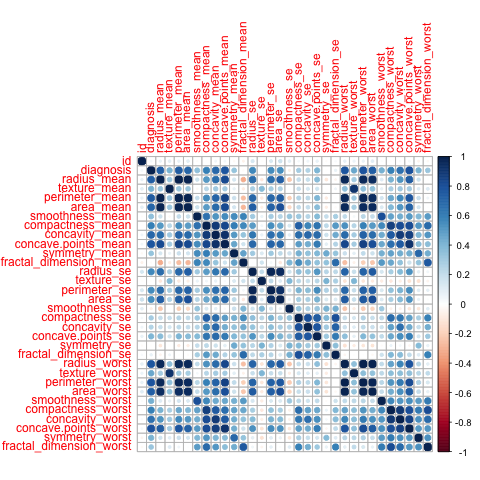 id
diagnosis
radius_mean
texture_mean
perimeter_mean
area_mean
smoothness_mean
compactness_mean
concavity_mean
concave.points_mean
symmetry_mean
fractal_dimension_mean
radius_se
texture_se
perimeter_se
area_se
smoothness_se
compactness_se
concavity_se
concave.points_se
symmetry_se
fractal_dimension_se
radius_worst
texture_worst
perimeter_worst
area_worst
smoothness_worst
compactness_worst
concavity_worst
concave.points_worst
symmetry_worst
fractal_dimension_worst
id
diagnosis
radius_mean
texture_mean
perimeter_mean
area_mean
smoothness_mean
compactness_mean
concavity_mean
concave.points_mean
symmetry_mean
fractal_dimension_mean
radius_se
texture_se
perimeter_se
area_se
smoothness_se
compactness_se
concavity_se
concave.points_se
symmetry_se
fractal_dimension_se
radius_worst
texture_worst
perimeter_worst
area_worst
smoothness_worst
compactness_worst
concavity_worst
concave.points_worst
symmetry_worst
fractal_dimension_worst
1
0.8
0.6
0.4
0.2
0
-0.2
-0.4
-0.6
-0.8
-1